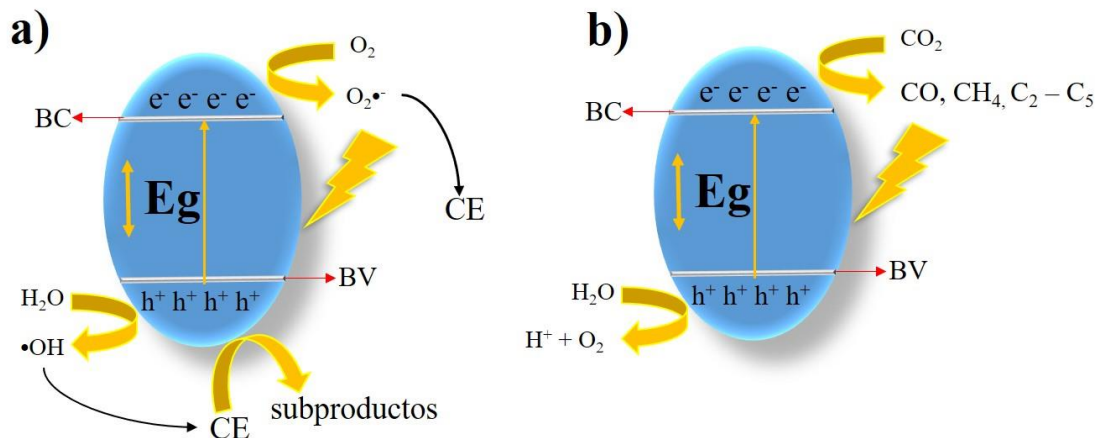 a)
O₂
e⁻ e⁻ e⁻ e⁻
O₂•⁻
BC
Eg
CE
BV
H₂O
h⁺ h⁺ h⁺ h⁺
•OH
CE
subproductos
b)
CO₂
e⁻ e⁻ e⁻ e⁻
CO, CH₄, C₂ – C₅
BC
Eg
BV
H₂O
h⁺ h⁺ h⁺ h⁺
H⁺ + O₂